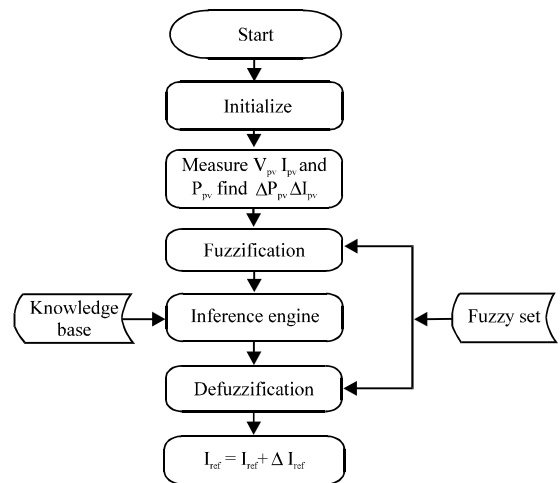 Start
Initialize
Measure V_pv I_pv and
P_pv find ΔP_pv ΔI_pv
Fuzzification
Knowledge
base
Inference engine
Fuzzy set
Defuzzification
I_ref = I_ref + Δ I_ref